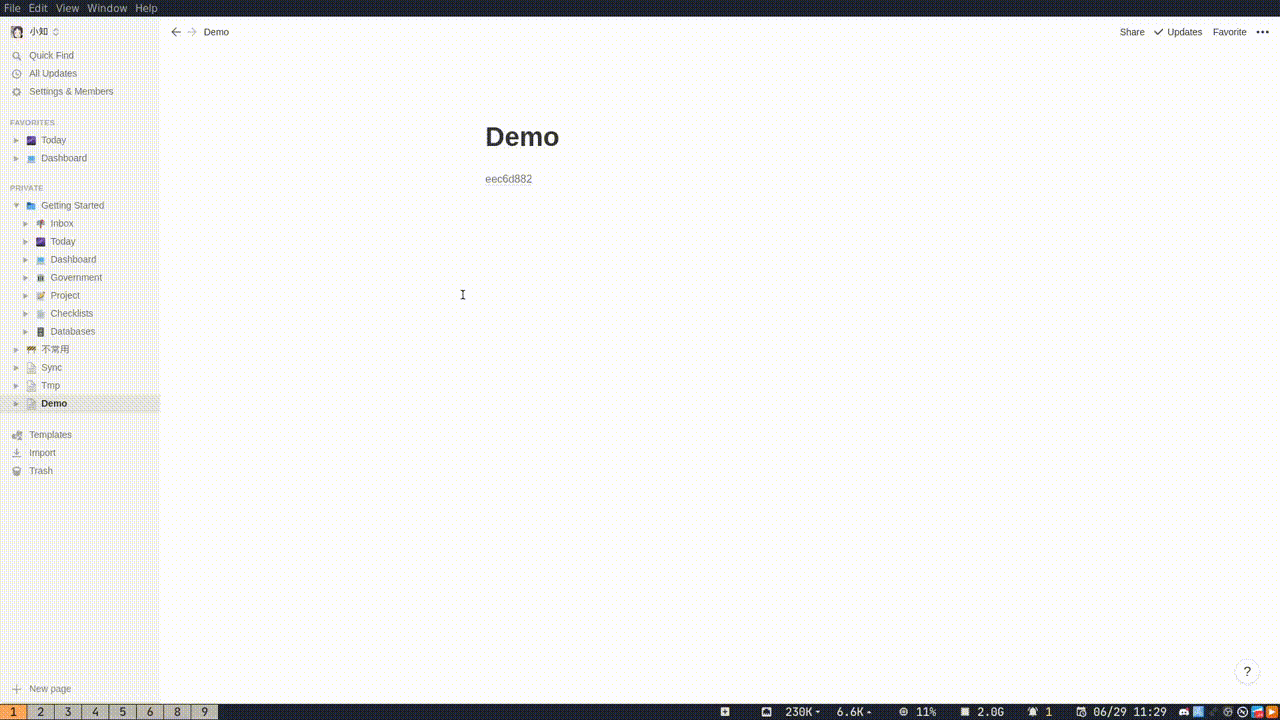 File Edit View Window Help
小知
← → Demo
Share ✓ Updates Favorite •••
Quick Find
All Updates
Settings & Members
FAVORITES
Today
Dashboard
PRIVATE
Getting Started
Inbox
Today
Dashboard
Government
Project
Checklists
Databases
不常用
Sync
Tmp
Demo
Templates
Import
Trash
New page
Demo
eec6d882
?
1 2 3 4 5 6 8 9
230K 6.6K 11% 2.0G 1 06/29 11:29